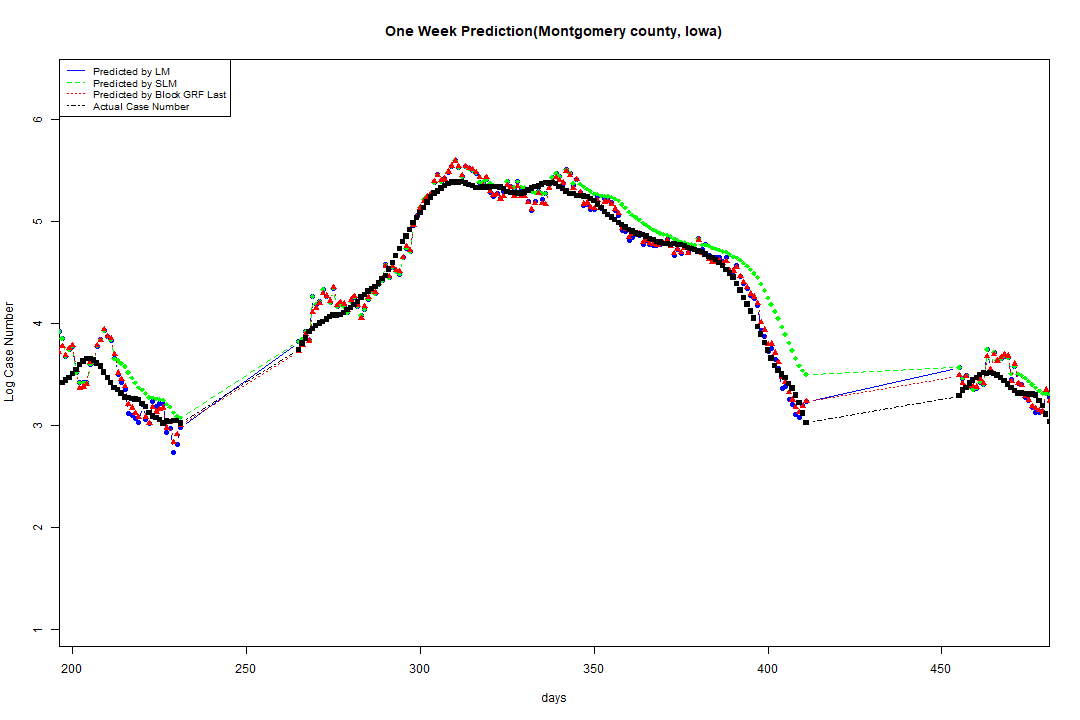 One Week Prediction(Montgomery county, Iowa)
Predicted by LM
Predicted by SLM
Predicted by Block GRF Last
Actual Case Number
Log Case Number
6
5
4
3
2
1
200 250 300 350 400 450
days